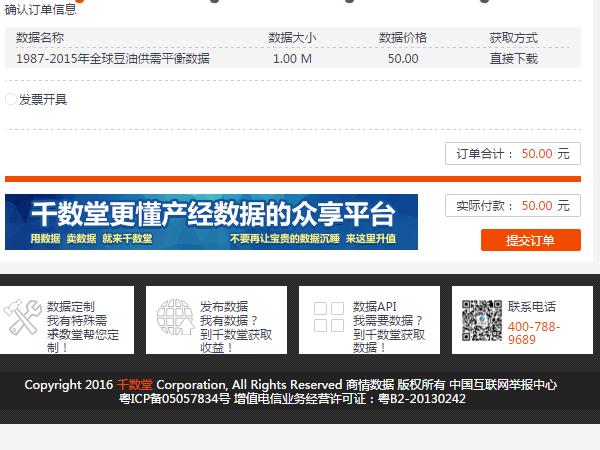 确认订单信息
数据名称 数据大小 数据价格 获取方式
1987-2015年全球豆油供需平衡数据 1.00 M 50.00 直接下载
发票开具
订单合计： 50.00 元
千数堂更懂产经数据的众享平台
用数据 卖数据 就来千数堂 不要再让宝贵的数据沉睡 来这里升值
实际付款： 50.00 元
提交订单
数据定制
我有特殊需
求数堂帮您定
制！
发布数据
我有数据？
到千数堂获取
收益！
数据API
我需要数据？
到千数堂获取
数据！
联系电话
400-788-
9689
Copyright 2016 千数堂 Corporation, All Rights Reserved 商情数据 版权所有 中国互联网举报中心
粤ICP备05057834号 增值电信业务经营许可证：粤B2-20130242